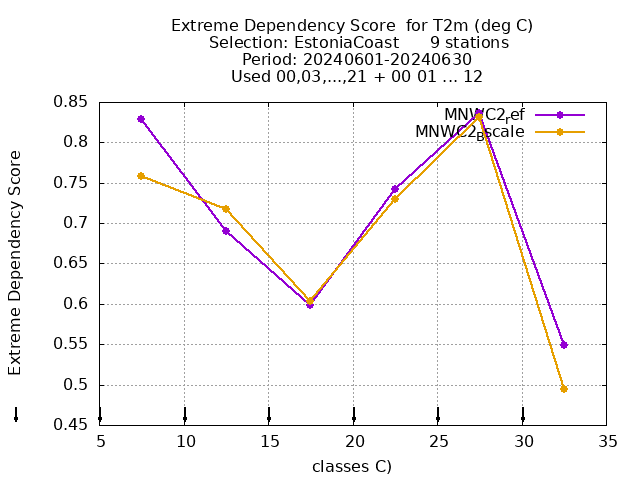 Extreme Dependency Score  for T2m (deg C)
Selection: EstoniaCoast      9 stations
Period: 20240601-20240630
Used 00,03,...,21 + 00 01 ... 12
MNWC2ref
MNWC2Bscale
0.85
0.8
0.75
0.7
0.65
0.6
0.55
0.5
0.45
Extreme Dependency Score
5
10
15
20
25
30
35
classes C)